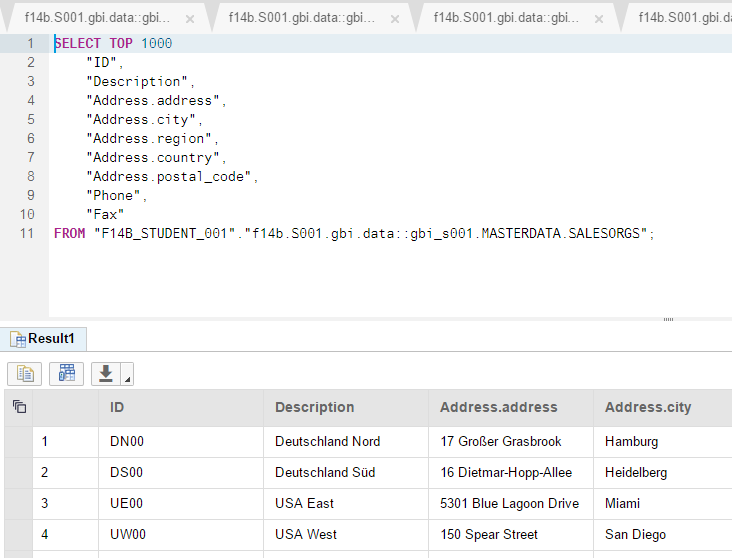 f14b.S001.gbi.data::gbi... × f14b.S001.gbi.data::gbi... × f14b.S001.gbi.data::gbi... × f14b.S001.gbi.da
1 SELECT TOP 1000
2 "ID",
3 "Description",
4 "Address.address",
5 "Address.city",
6 "Address.region",
7 "Address.country",
8 "Address.postal_code",
9 "Phone",
10 "Fax"
11 FROM "F14B_STUDENT_001"."f14b.S001.gbi.data::gbi_s001.MASTERDATA.SALESORGS";
Result1
ID Description Address.address Address.city
1 DN00 Deutschland Nord 17 Großer Grasbrook Hamburg
2 DS00 Deutschland Süd 16 Dietmar-Hopp-Allee Heidelberg
3 UE00 USA East 5301 Blue Lagoon Drive Miami
4 UW00 USA West 150 Spear Street San Diego